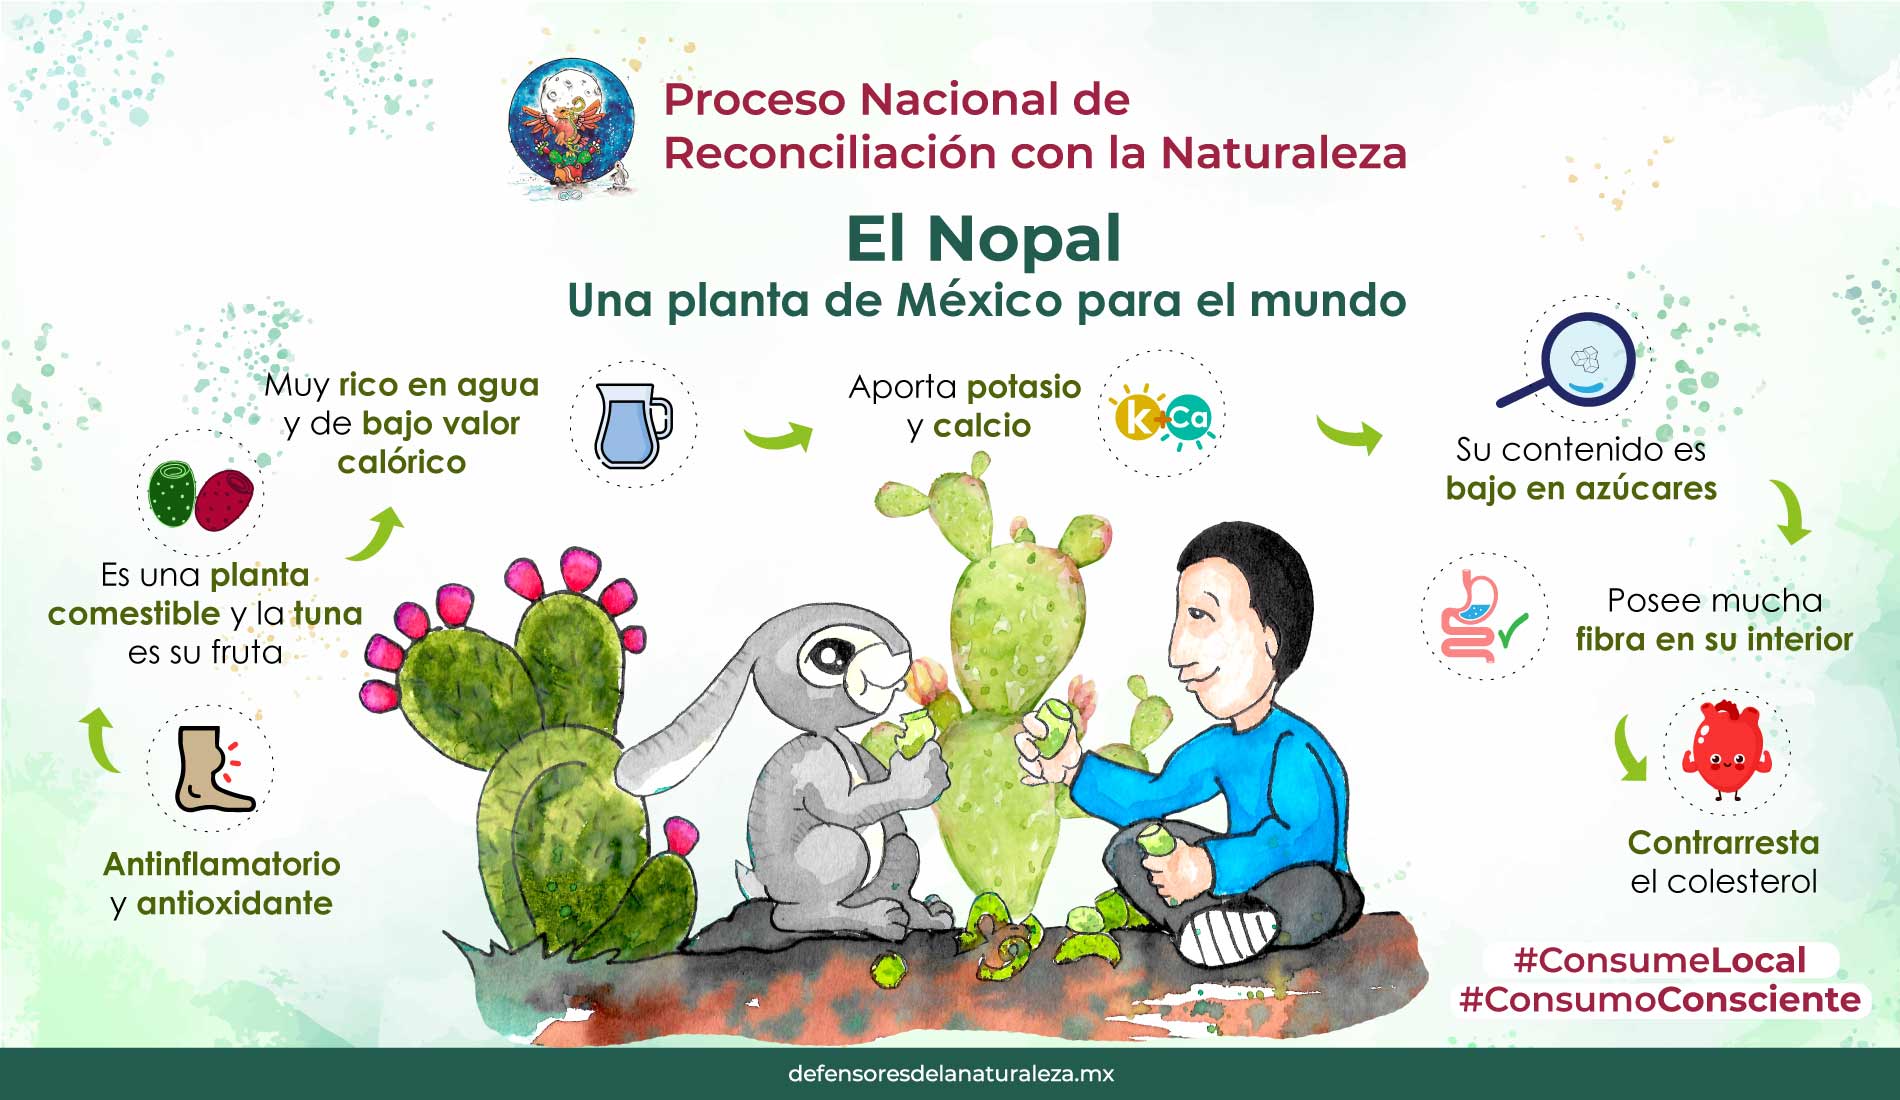 Proceso Nacional de
Reconciliación con la Naturaleza
El Nopal
Una planta de México para el mundo
Antinflamatorio
y antioxidante
Es una planta
comestible y la tuna
es su fruta
Muy rico en agua
y de bajo valor
calórico
Aporta potasio
y calcio
k+Ca
Su contenido es
bajo en azúcares
Posee mucha
fibra en su interior
Contrarresta
el colesterol
#ConsumeLocal
#ConsumoConsciente
defensoresdelanaturaleza.mx